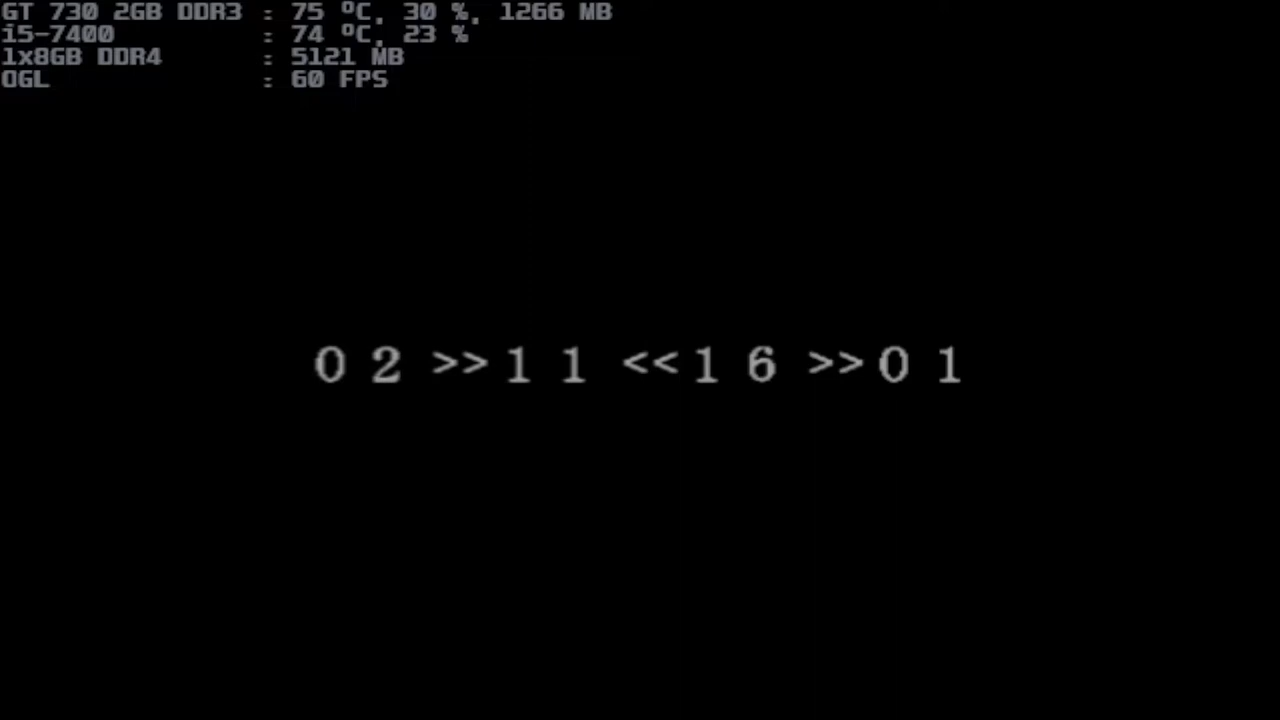 GT 730 2GB DDR3 : 75 ºC, 30 %, 1266 MB
i5-7400 : 74 ºC, 23 %
1x8GB DDR4 : 5121 MB
OGL : 60 FPS
0 2 >>1 1 <<1 6 >>0 1